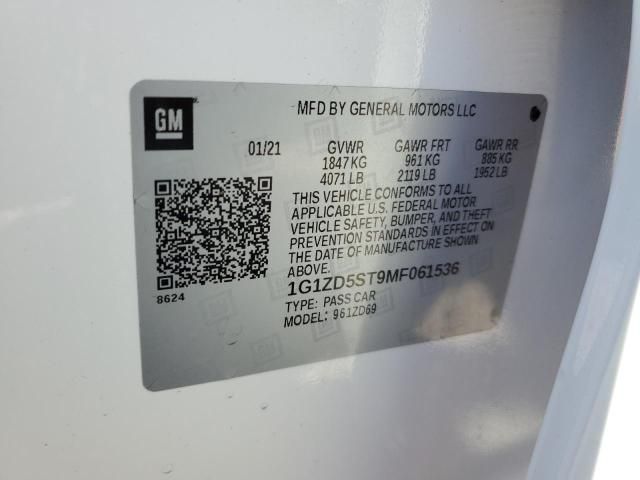 GM
MFD BY GENERAL MOTORS LLC
01/21 GVWR GAWR FRT GAWR RR
1847 KG 961 KG 885 KG
4071 LB 2119 LB 1952 LB
THIS VEHICLE CONFORMS TO ALL
APPLICABLE U.S. FEDERAL MOTOR
VEHICLE SAFETY, BUMPER, AND THEFT
PREVENTION STANDARDS IN EFFECT ON
THE DATE OF MANUFACTURE SHOWN
ABOVE.
1G1ZD5ST9MF061536
8624
TYPE: PASS CAR
MODEL: 961ZD69